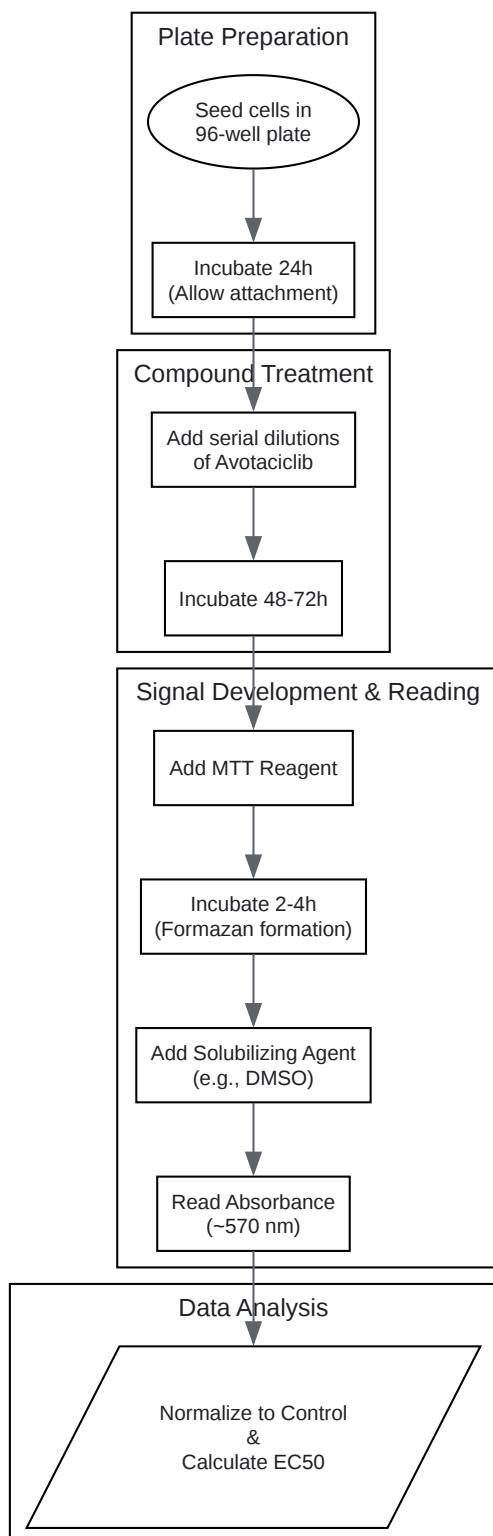 Plate Preparation
Seed cells in
96-well plate
Incubate 24h
(Allow attachment)
Compound Treatment
Add serial dilutions
of Avotaciclib
Incubate 48-72h
Signal Development & Reading
Add MTT Reagent
Incubate 2-4h
(Formazan formation)
Add Solubilizing Agent
(e.g., DMSO)
Read Absorbance
(~570 nm)
Data Analysis
Normalize to Control
&
Calculate EC50